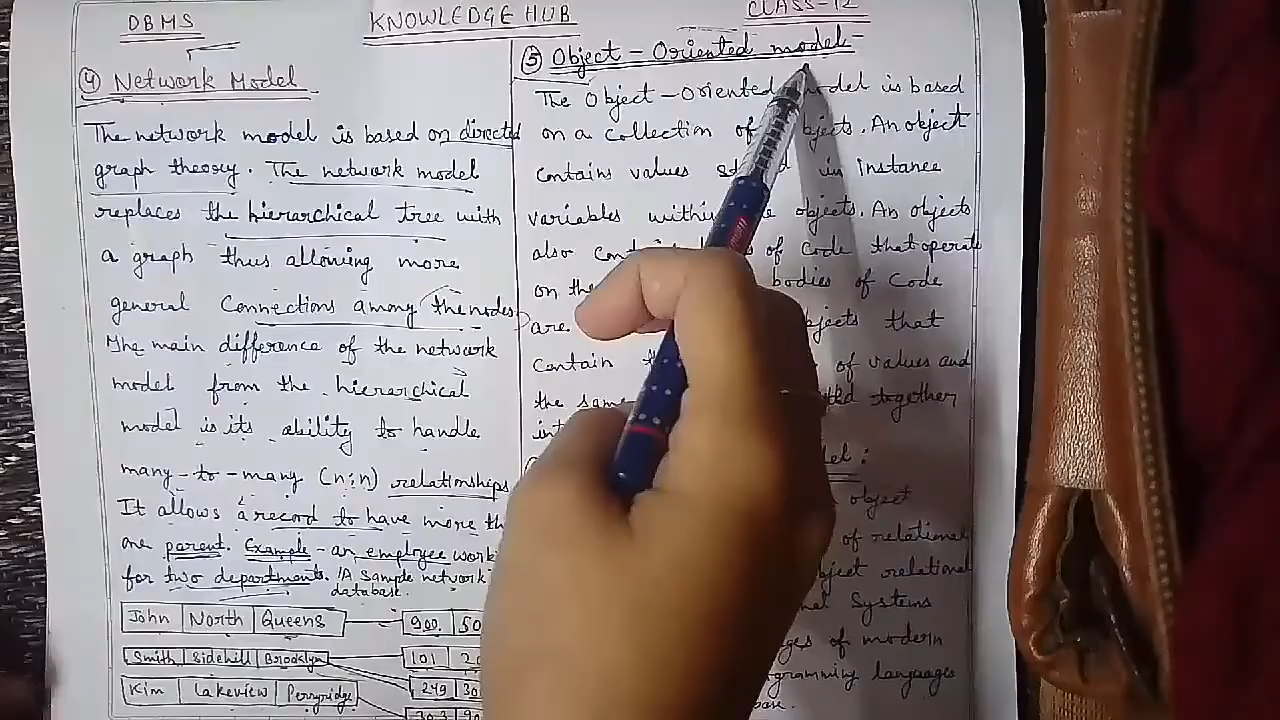 DBMS
KNOWLEDGE HUB
CLASS-12
④ Network Model
The network model is based on directed
graph theory. The network model
replaces the hierarchical tree with
a graph thus allowing more
general Connections among the nodes
The main difference of the network
model from the hierarchical
model is its ability to handle
many-to-many (n:n) relationships
It allows a record to have more
one parent. Example - an employee
for two departments. A sample network
database.
John North Queens
900
Smith Sidehill Brooklyn
101
249
Kim Lakeview Perryridge
⑤ Object-Oriented model-
The Object-Oriented model is based
on a collection of objects. An object
contains values in instance
variables objects. An objects
also of code that operate
on bodies of Code
are objects that
Contain of values and
the same together
object
of relational
object relational
Systems
of modern
programming languages